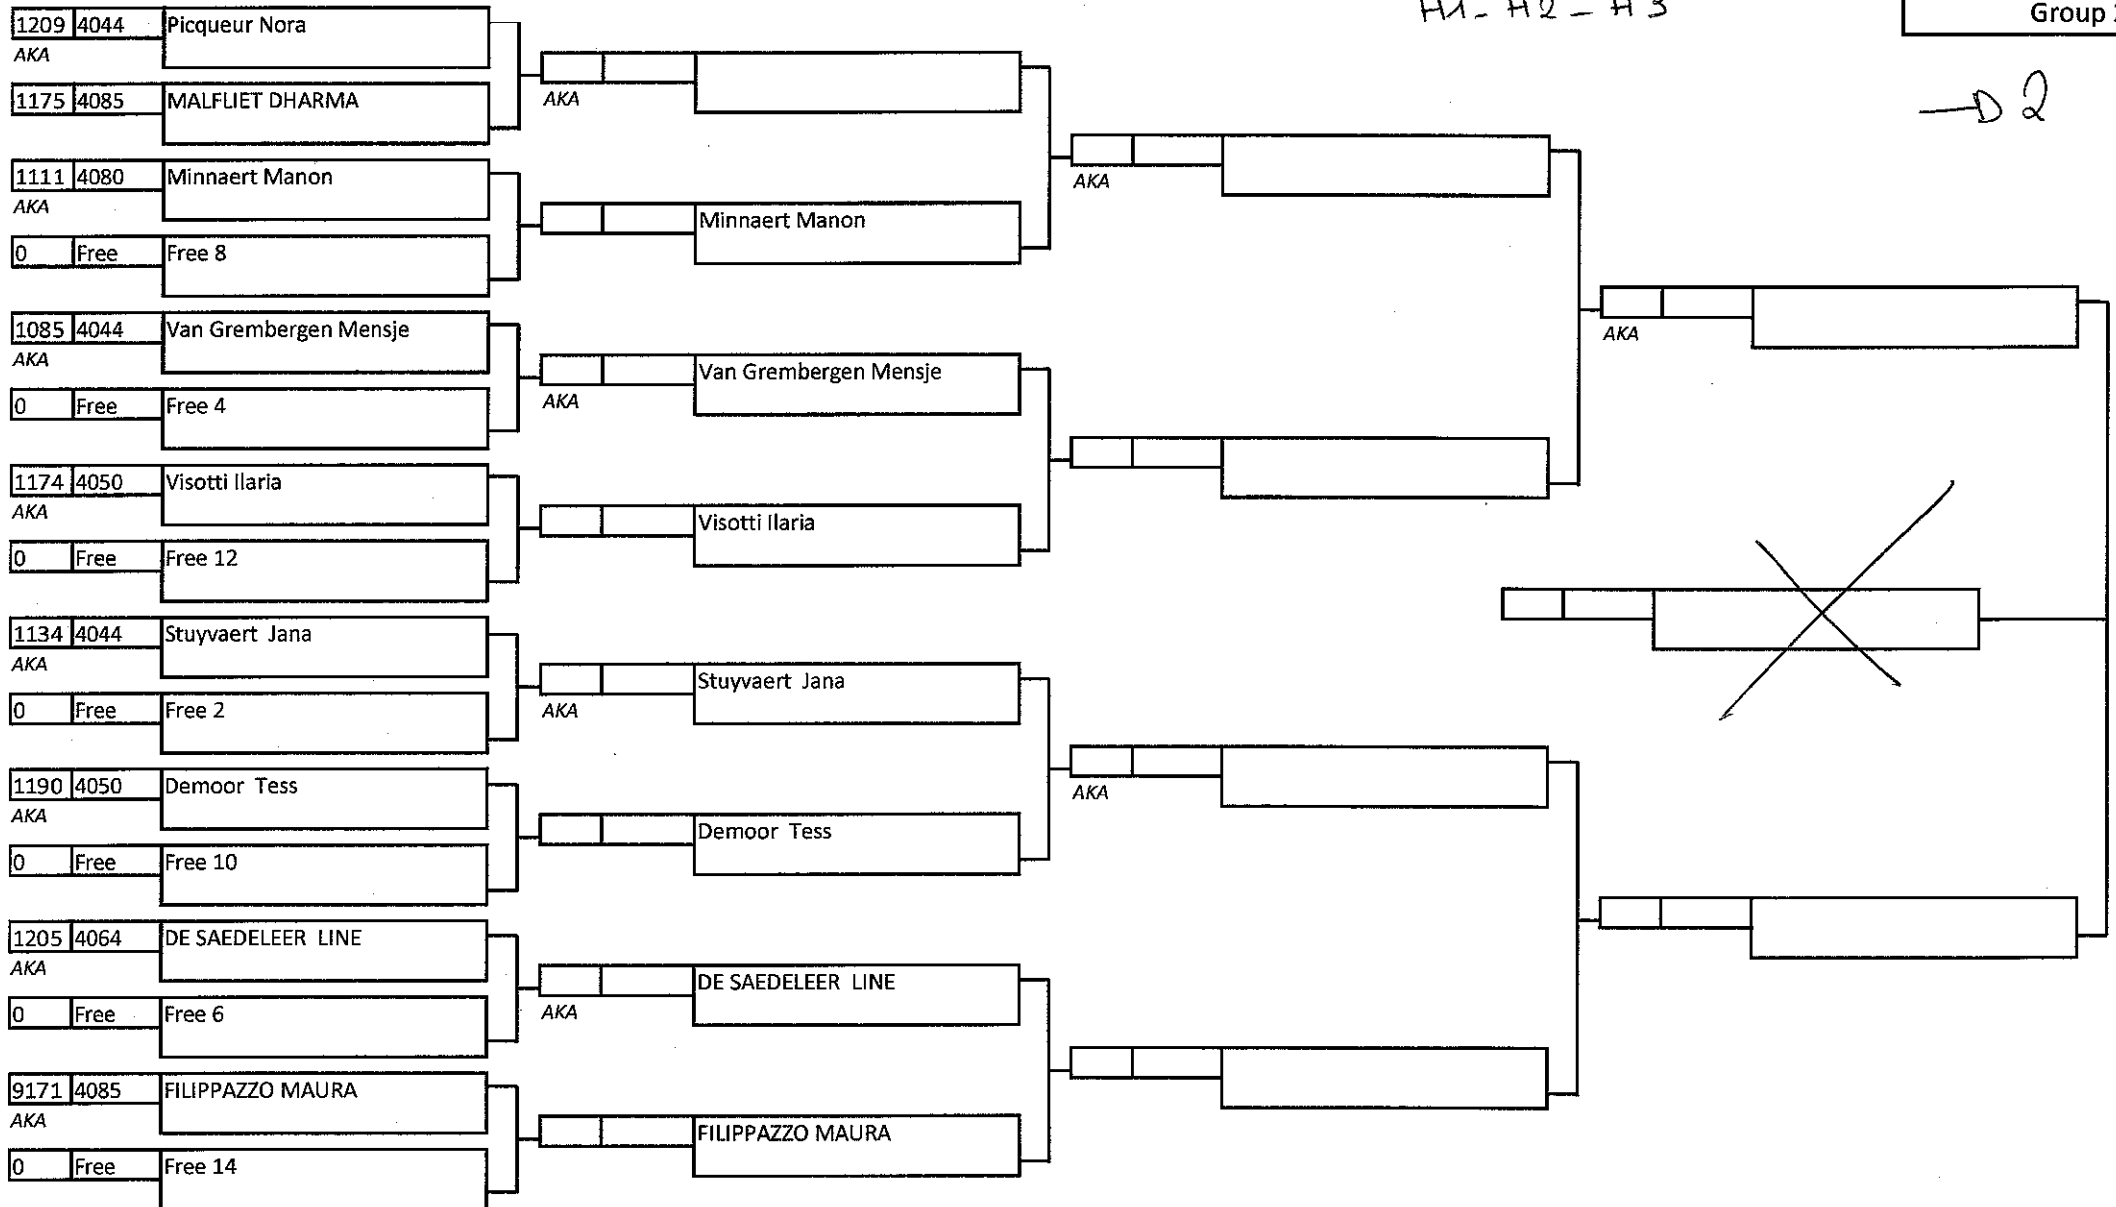 H1 - H2 - H3
Group
2
1209 4044 Picqueur Nora
AKA
AKA
1175 4085 MALFLIET DHARMA
AKA
1111 4080 Minnaert Manon
AKA
Minnaert Manon
0 Free Free 8
1085 4044 Van Grembergen Mensje
AKA
AKA
Van Grembergen Mensje
AKA
0 Free Free 4
1174 4050 Visotti Ilaria
AKA
Visotti Ilaria
0 Free Free 12
1134 4044 Stuyvaert Jana
AKA
Stuyvaert Jana
AKA
0 Free Free 2
1190 4050 Demoor Tess
AKA
AKA
Demoor Tess
0 Free Free 10
1205 4064 DE SAEDELEER LINE
AKA
DE SAEDELEER LINE
AKA
0 Free Free 6
9171 4085 FILIPPAZZO MAURA
AKA
FILIPPAZZO MAURA
0 Free Free 14